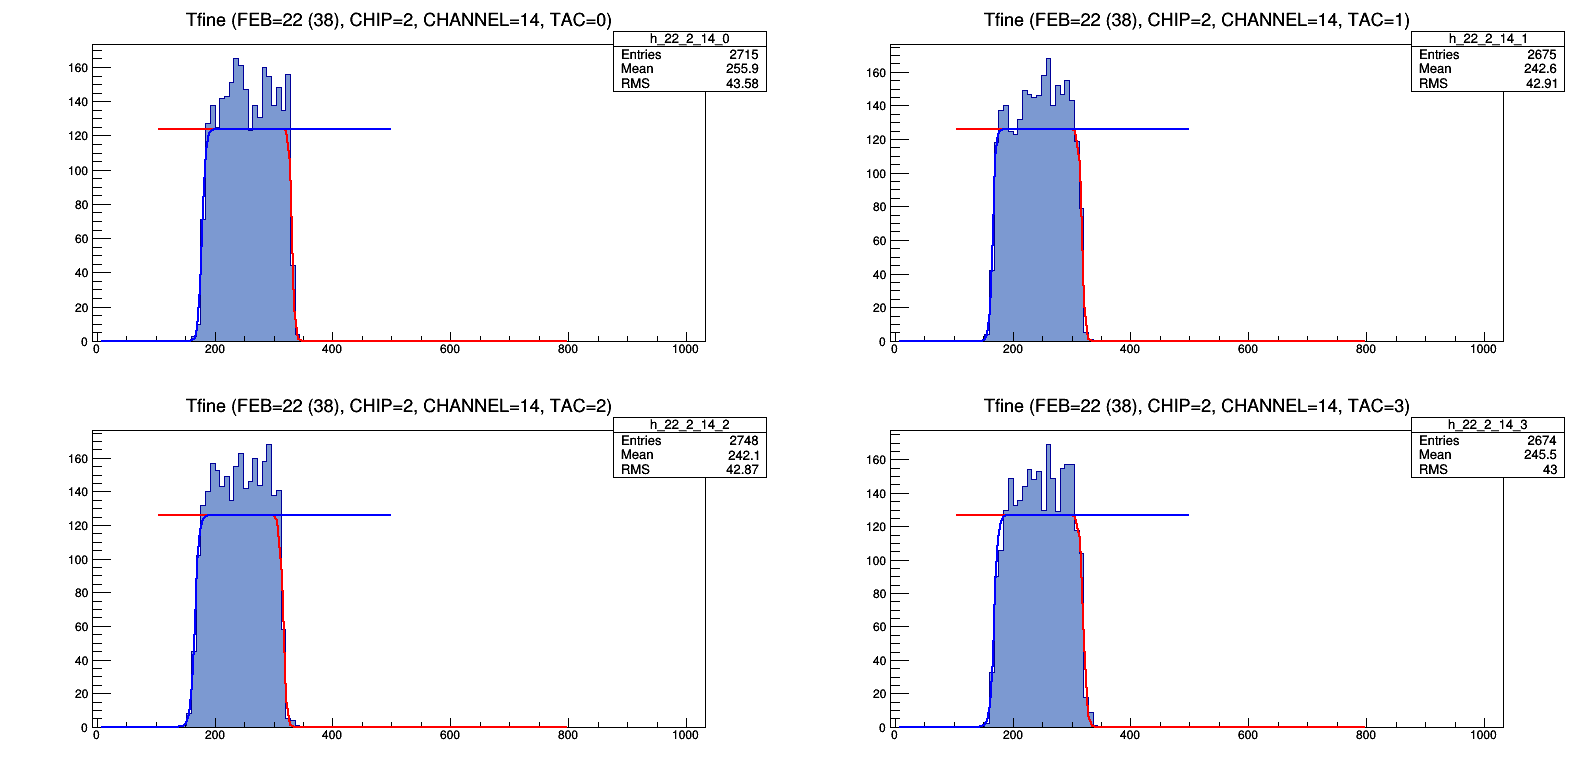 Tfine (FEB=22 (38), CHIP=2, CHANNEL=14, TAC=0)
h_22_2_14_0
Entries 2715
Mean 255.9
RMS 43.58
160
140
120
100
80
60
40
20
0
0 200 400 600 800 1000
Tfine (FEB=22 (38), CHIP=2, CHANNEL=14, TAC=1)
h_22_2_14_1
Entries 2675
Mean 242.6
RMS 42.91
160
140
120
100
80
60
40
20
0
0 200 400 600 800 1000
Tfine (FEB=22 (38), CHIP=2, CHANNEL=14, TAC=2)
h_22_2_14_2
Entries 2748
Mean 242.1
RMS 42.87
160
140
120
100
80
60
40
20
0
0 200 400 600 800 1000
Tfine (FEB=22 (38), CHIP=2, CHANNEL=14, TAC=3)
h_22_2_14_3
Entries 2674
Mean 245.5
RMS 43
160
140
120
100
80
60
40
20
0
0 200 400 600 800 1000